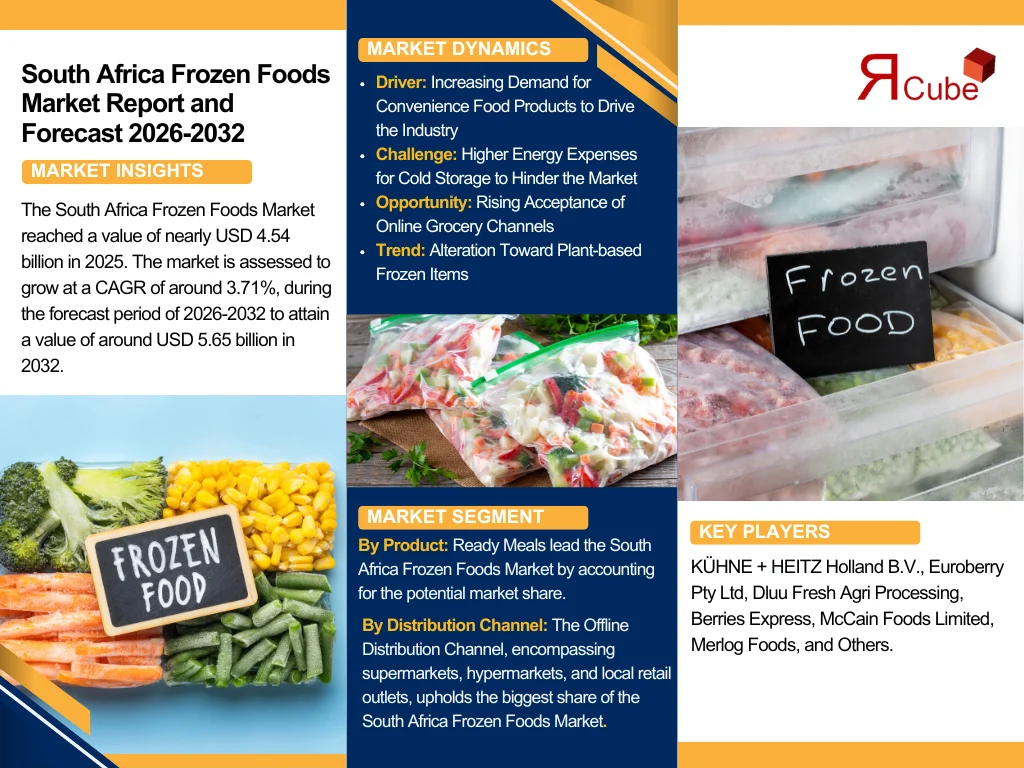 South Africa Frozen Foods
Market Report and
Forecast 2026-2032
MARKET INSIGHTS
The South Africa Frozen Foods Market
reached a value of nearly USD 4.54
billion in 2025. The market is assessed to
grow at a CAGR of around 3.71%, during
the forecast period of 2026-2032 to attain
a value of around USD 5.65 billion in
2032.
FROZEN
FOOD
MARKET DYNAMICS
• Driver: Increasing Demand for
Convenience Food Products to Drive
the Industry
• Challenge: Higher Energy Expenses
for Cold Storage to Hinder the Market
• Opportunity: Rising Acceptance of
Online Grocery Channels
• Trend: Alteration Toward Plant-based
Frozen Items
MARKET SEGMENT
By Product: Ready Meals lead the South
Africa Frozen Foods Market by accounting
for the potential market share.
By Distribution Channel: The Offline
Distribution Channel, encompassing
supermarkets, hypermarkets, and local retail
outlets, upholds the biggest share of the
South Africa Frozen Foods Market.
ЯCube
Frozen
FOOD
KEY PLAYERS
KÜHNE + HEITZ Holland B.V., Euroberry
Pty Ltd, Dluu Fresh Agri Processing,
Berries Express, McCain Foods Limited,
Merlog Foods, and Others.